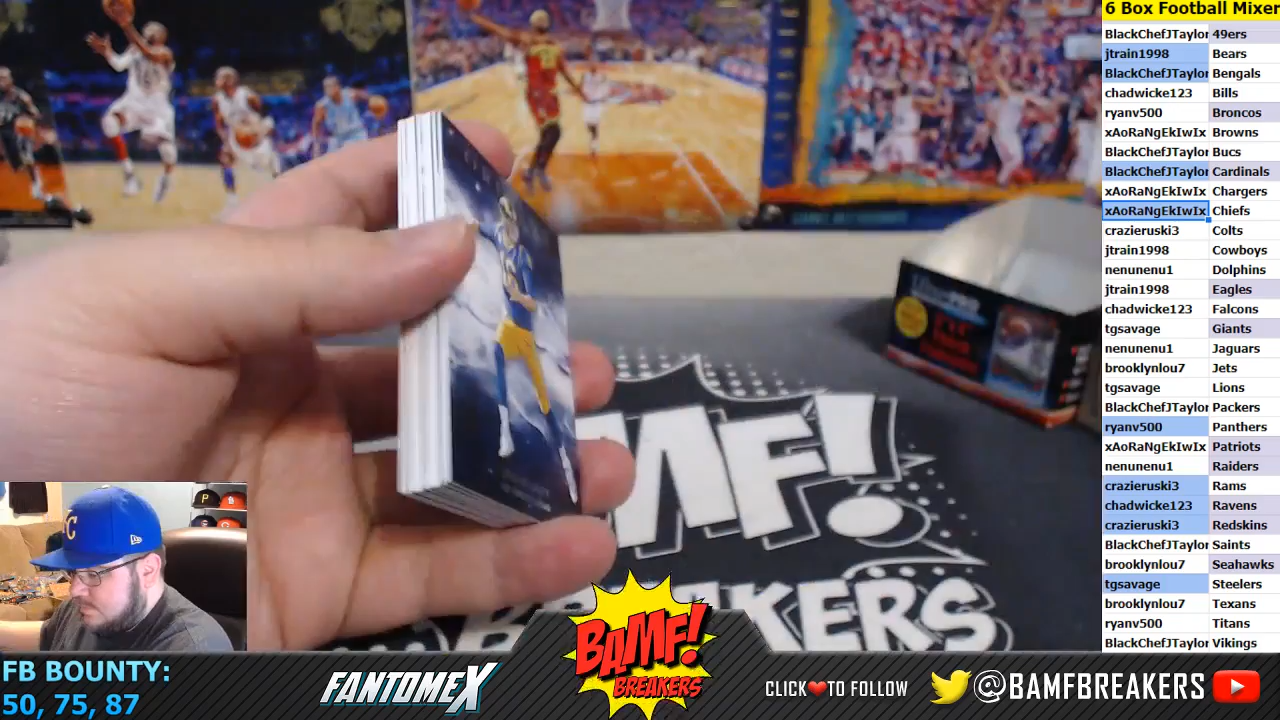 6 Box Football Mixer
BlackChefJTaylor 49ers
jtrain1998 Bears
BlackChefJTaylor Bengals
chadwicke123 Bills
ryanv500 Broncos
xAoRaNgEkIwIx Browns
BlackChefJTaylor Bucs
BlackChefJTaylor Cardinals
xAoRaNgEkIwIx Chargers
xAoRaNgEkIwIx Chiefs
crazieruski3 Colts
jtrain1998 Cowboys
nenunenu1 Dolphins
jtrain1998 Eagles
chadwicke123 Falcons
tgsavage Giants
nenunenu1 Jaguars
brooklynlou7 Jets
tgsavage Lions
BlackChefJTaylor Packers
ryanv500 Panthers
xAoRaNgEkIwIx Patriots
nenunenu1 Raiders
crazieruski3 Rams
chadwicke123 Ravens
crazieruski3 Redskins
BlackChefJTaylor Saints
brooklynlou7 Seahawks
tgsavage Steelers
brooklynlou7 Texans
ryanv500 Titans
BlackChefJTaylor Vikings
KC
P
FB BOUNTY:
50, 75, 87
FANTOMEX
BAMF!
BREAKERS
CLICK TO FOLLOW
@BAMFBREAKERS